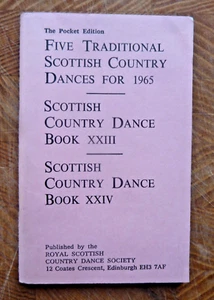 The Pocket Edition
FIVE TRADITIONAL
SCOTTISH COUNTRY
DANCES FOR 1965
SCOTTISH
COUNTRY DANCE
BOOK XXIII
SCOTTISH
COUNTRY DANCE
BOOK XXIV
Published by the
ROYAL SCOTTISH
COUNTRY DANCE SOCIETY
12 Coates Crescent, Edinburgh EH3 7AF